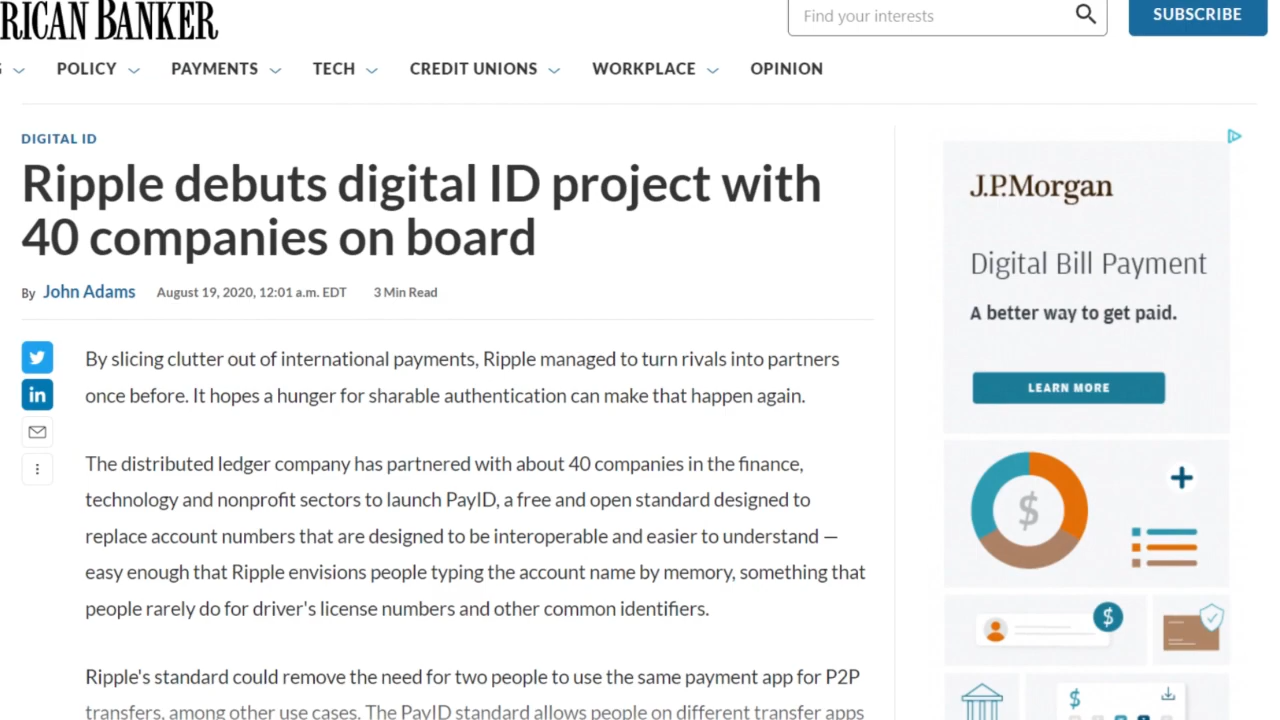 RICAN BANKER
Find your interests
SUBSCRIBE
POLICY
PAYMENTS
TECH
CREDIT UNIONS
WORKPLACE
OPINION
DIGITAL ID
Ripple debuts digital ID project with
40 companies on board
By John Adams August 19, 2020, 12:01 a.m. EDT 3 Min Read
By slicing clutter out of international payments, Ripple managed to turn rivals into partners
once before. It hopes a hunger for sharable authentication can make that happen again.
The distributed ledger company has partnered with about 40 companies in the finance,
technology and nonprofit sectors to launch PayID, a free and open standard designed to
replace account numbers that are designed to be interoperable and easier to understand —
easy enough that Ripple envisions people typing the account name by memory, something that
people rarely do for driver's license numbers and other common identifiers.
Ripple's standard could remove the need for two people to use the same payment app for P2P
transfers, among other use cases. The PayID standard allows people on different transfer apps
in
J.P.Morgan
Digital Bill Payment
A better way to get paid.
LEARN MORE
$
$
$